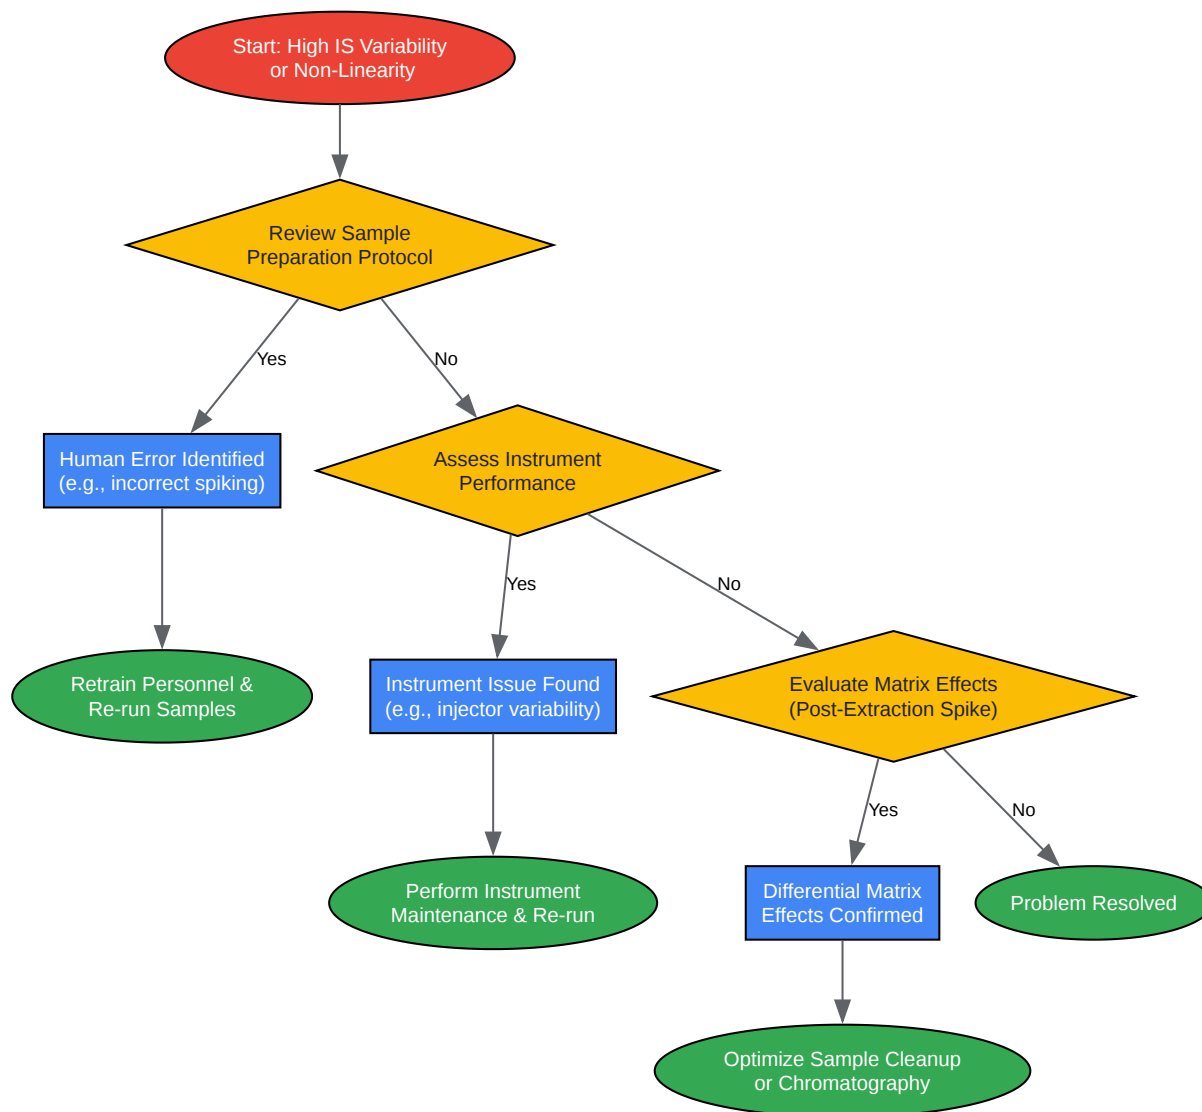 Start: High IS Variability
or Non-Linearity
Review Sample
Preparation Protocol
Yes
No
Human Error Identified
(e.g., incorrect spiking)
Assess Instrument
Performance
Yes
No
Retrain Personnel &
Re-run Samples
Instrument Issue Found
(e.g., injector variability)
Evaluate Matrix Effects
(Post-Extraction Spike)
Yes
No
Perform Instrument
Maintenance & Re-run
Differential Matrix
Effects Confirmed
Problem Resolved
Optimize Sample Cleanup
or Chromatography